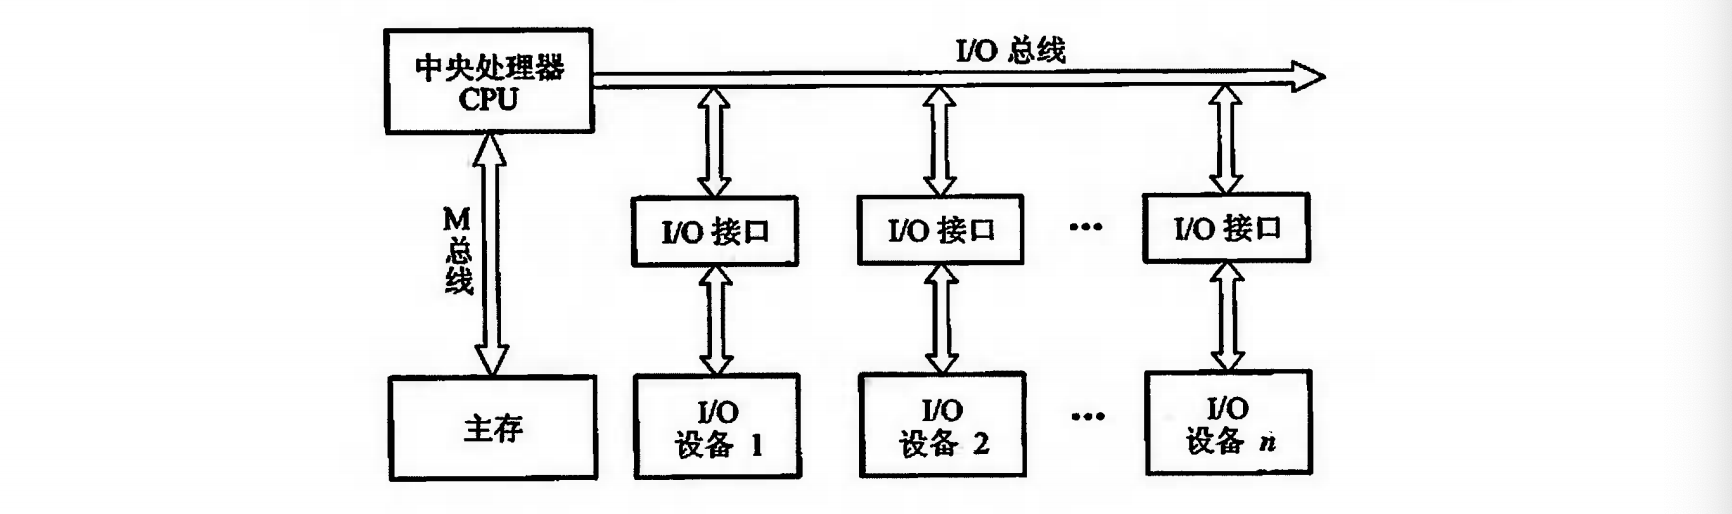 I/O 总线
中央处理器
CPU
M
总
线
I/O 接口
I/O 接口
...
I/O 接口
主存
I/O
设备 1
I/O
设备 2
...
I/O
设备 n